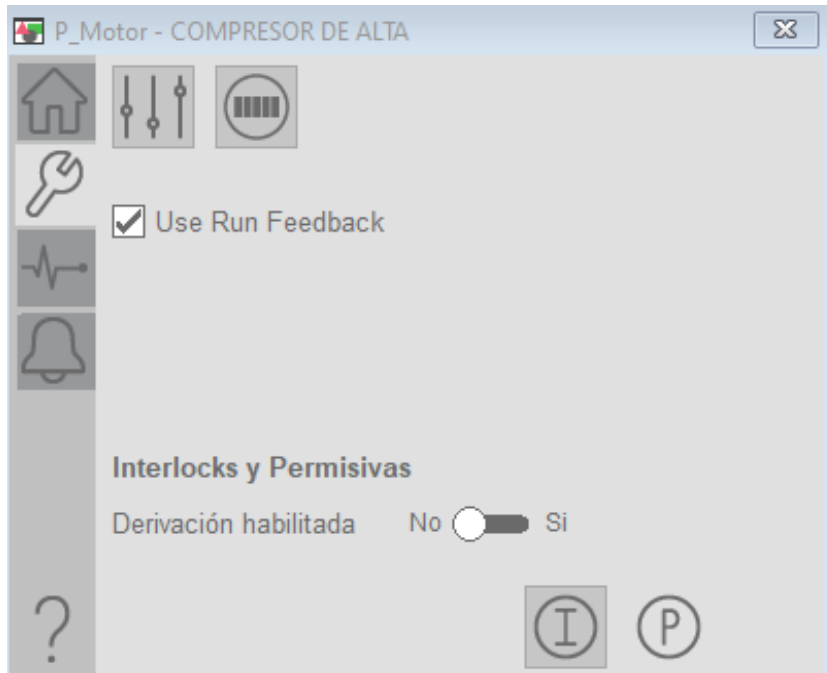 P_Motor - COMPRESOR DE ALTA
Use Run Feedback
Interlocks y Permisivas
Derivación habilitada No Si
? I P